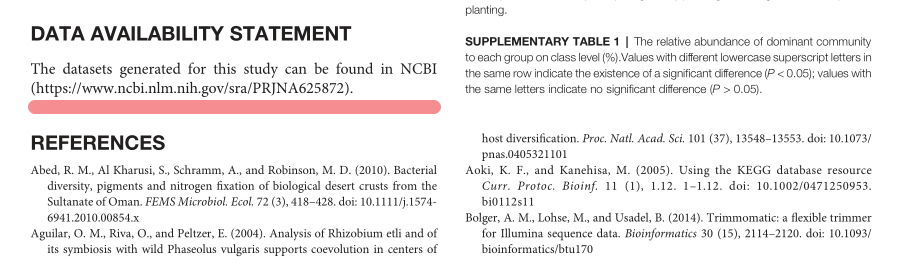 DATA AVAILABILITY STATEMENT
The datasets generated for this study can be found in NCBI
(https://www.ncbi.nlm.nih.gov/sra/PRJNA625872).
REFERENCES
Abed, R. M., Al Kharusi, S., Schramm, A., and Robinson, M. D. (2010). Bacterial
diversity, pigments and nitrogen fixation of biological desert crusts from the
Sultanate of Oman. FEMS Microbiol. Ecol. 72 (3), 418–428. doi: 10.1111/j.1574-
6941.2010.00854.x
Aguilar, O. M., Riva, O., and Peltzer, E. (2004). Analysis of Rhizobium etli and of
its symbiosis with wild Phaseolus vulgaris supports coevolution in centers of
planting.
SUPPLEMENTARY TABLE 1 | The relative abundance of dominant community
to each group on class level (%).Values with different lowercase superscript letters in
the same row indicate the existence of a significant difference (P < 0.05); values with
the same letters indicate no significant difference (P > 0.05).
host diversification. Proc. Natl. Acad. Sci. 101 (37), 13548–13553. doi: 10.1073/
pnas.0405321101
Aoki, K. F., and Kanehisa, M. (2005). Using the KEGG database resource
Curr. Protoc. Bioinf. 11 (1), 1.12. 1–1.12. doi: 10.1002/0471250953.
bi0112s11
Bolger, A. M., Lohse, M., and Usadel, B. (2014). Trimmomatic: a flexible trimmer
for Illumina sequence data. Bioinformatics 30 (15), 2114–2120. doi: 10.1093/
bioinformatics/btu170